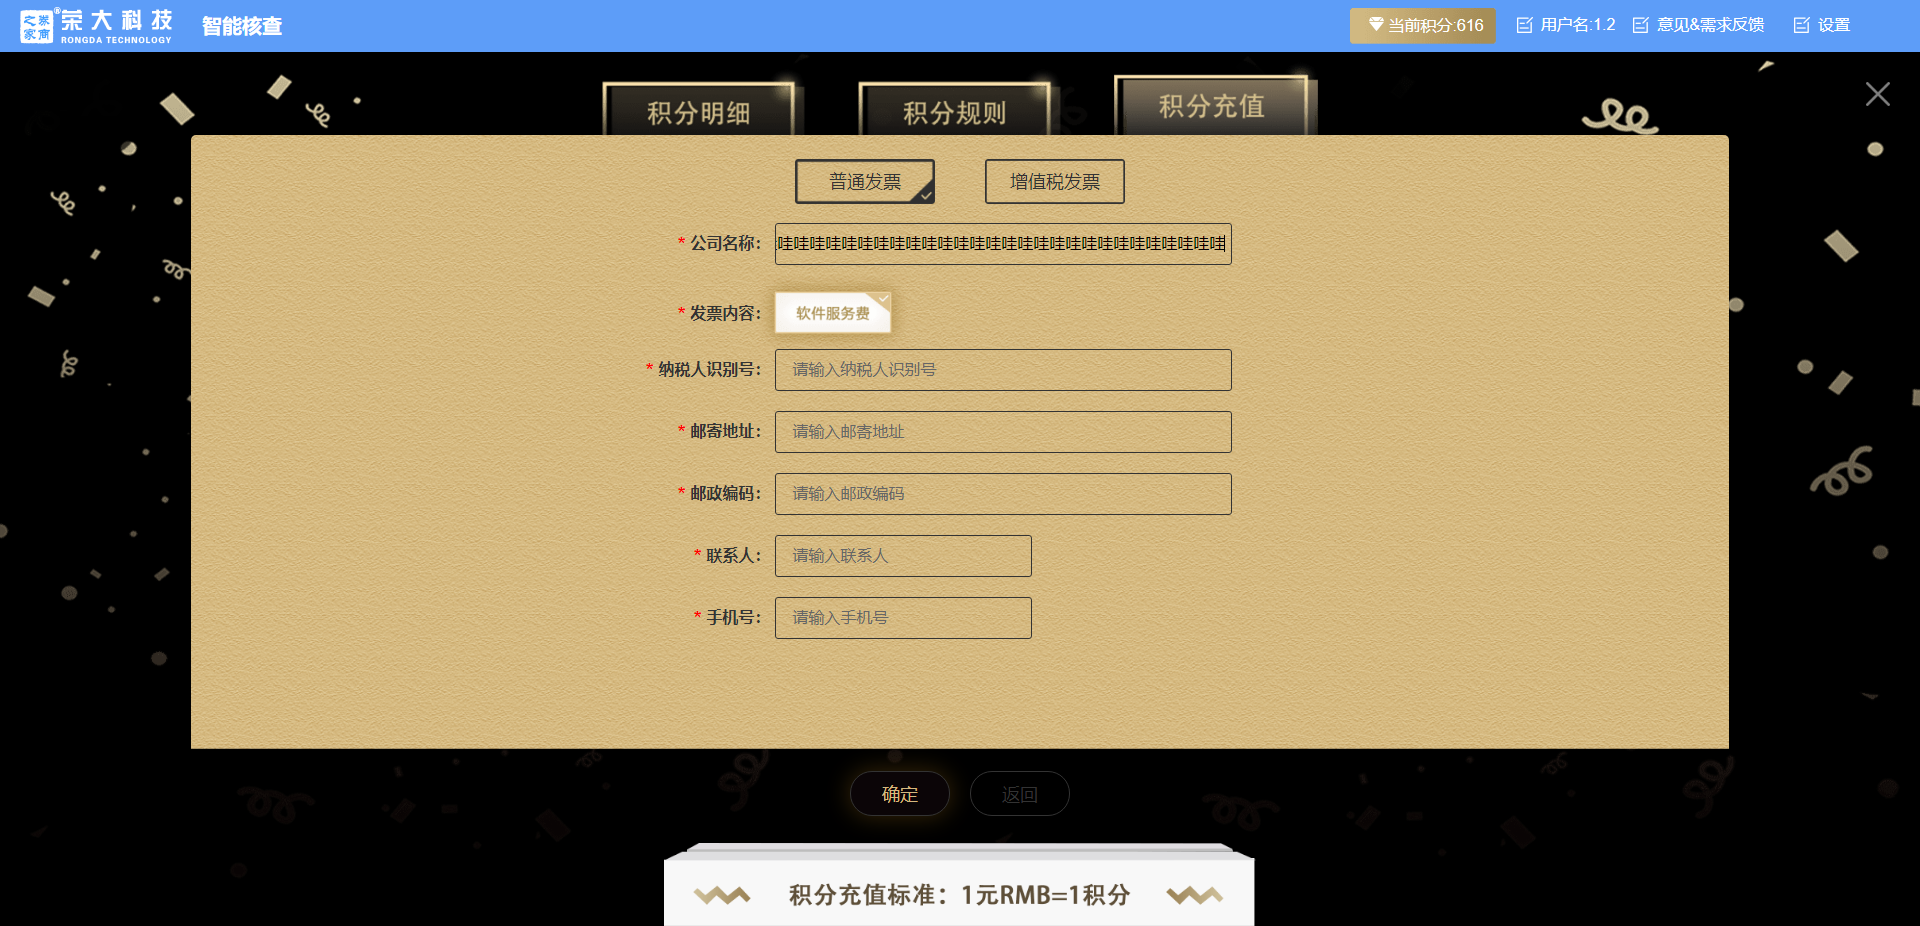 之荣
家商
®
荣大科技
RONGDA TECHNOLOGY
智能核查
当前积分:616
用户名:1.2
意见&需求反馈
设置
积分明细
积分规则
积分充值
普通发票
增值税发票
* 公司名称：
哇哇哇哇哇哇哇哇哇哇哇哇哇哇哇哇哇哇哇哇哇哇哇哇哇哇哇哇
* 发票内容：
软件服务费
* 纳税人识别号：
请输入纳税人识别号
* 邮寄地址：
请输入邮寄地址
* 邮政编码：
请输入邮政编码
* 联系人：
请输入联系人
* 手机号：
请输入手机号
确定
返回
积分充值标准：1元RMB=1积分